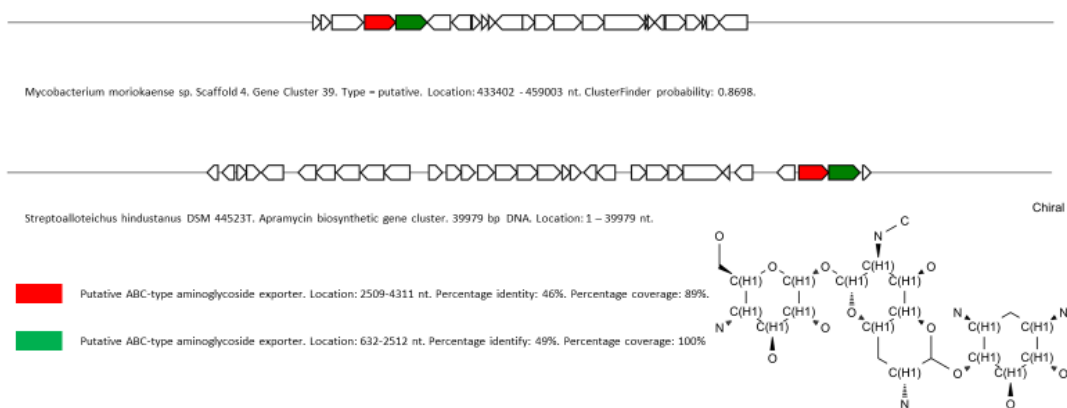 Mycobacterium moriokaense sp. Scaffold 4. Gene Cluster 39. Type = putative. Location: 433402 - 459003 nt. ClusterFinder probability: 0.8698.
Streptoalloteichus hindustanus DSM 44523T. Apramycin biosynthetic gene cluster. 39979 bp DNA. Location: 1 – 39979 nt.
Chiral
Putative ABC-type aminoglycoside exporter. Location: 2509-4311 nt. Percentage identity: 46%. Percentage coverage: 89%.
Putative ABC-type aminoglycoside exporter. Location: 632-2512 nt. Percentage identify: 49%. Percentage coverage: 100%
C
O N
C(H1)
C(H1) O O C(H1) O
C(H1) C(H1) C(H1) C(H1)
C(H1) C(H1) O C(H1) N N
N C(H1) O C(H1) O C(H1) C(H1)
O C(H1) C(H1) C(H1)
C(H1) O C(H1) O
N O